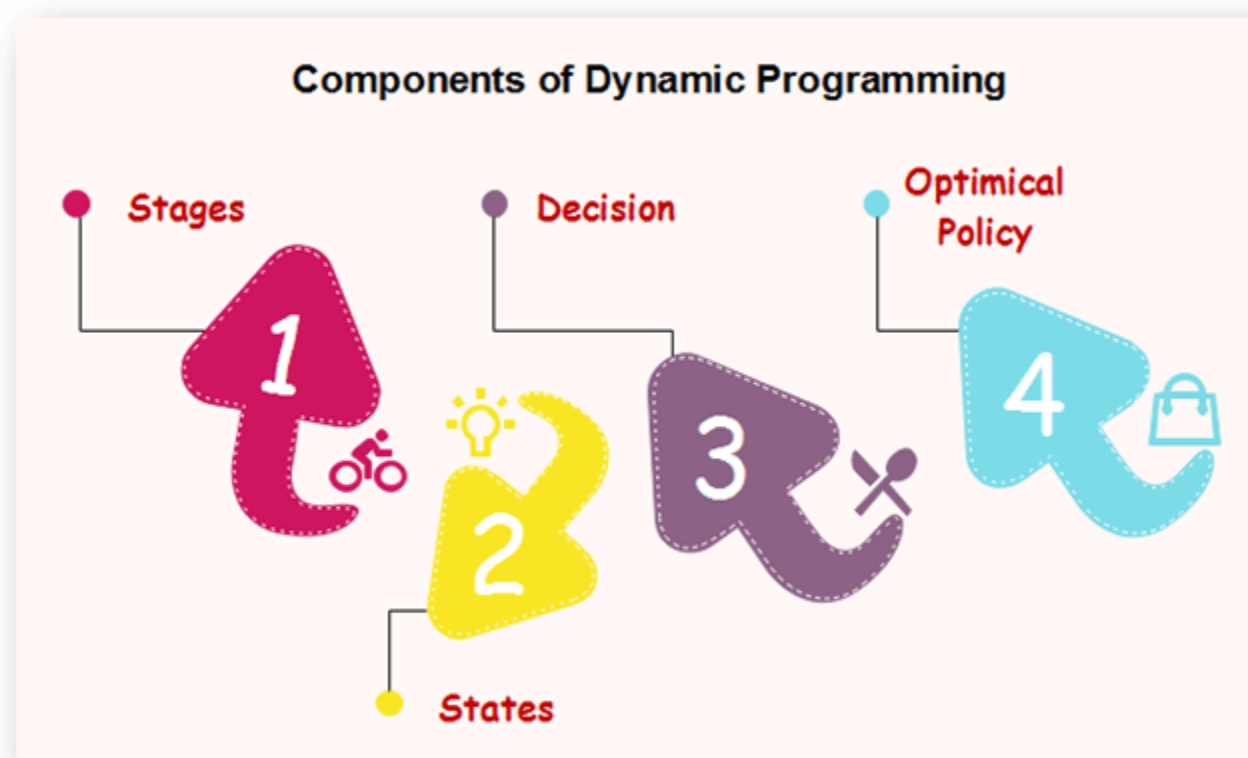 Components of Dynamic Programming
Stages
Decision
Optimical
Policy
1
2
3
4
States